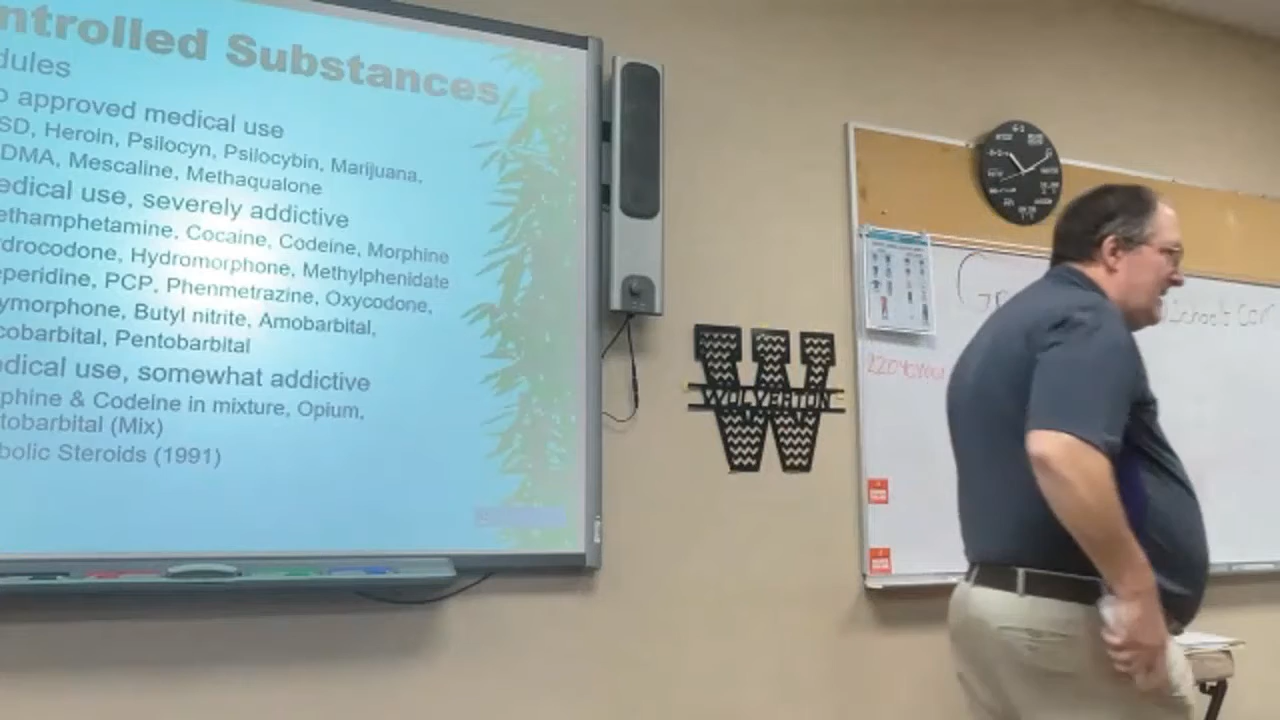 ntrolled Substances
dules
o approved medical use
SD, Heroin, Psilocyn, Psilocybin, Marijuana,
DMA, Mescaline, Methaqualone
edical use, severely addictive
ethamphetamine, Cocaine, Codeine, Morphine
rdrocodone, Hydromorphone, Methylphenidate
eperidine, PCP, Phenmetrazine, Oxycodone,
ymorphone, Butyl nitrite, Amobarbital,
cobarbital, Pentobarbital
edical use, somewhat addictive
phine & Codeine in mixture, Opium,
tobarbital (Mix)
bolic Steroids (1991)
W
WOLVERTON